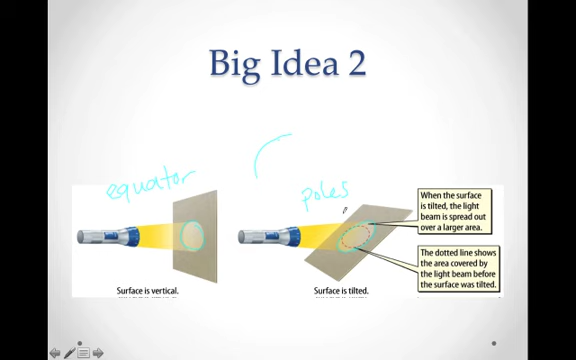 Big Idea 2
equator
poles
When the surface
is tilted, the light
beam is spread out
over a larger area.
The dotted line shows
the area covered by
the light beam before
the surface was tilted.
Surface is vertical.
Surface is tilted.